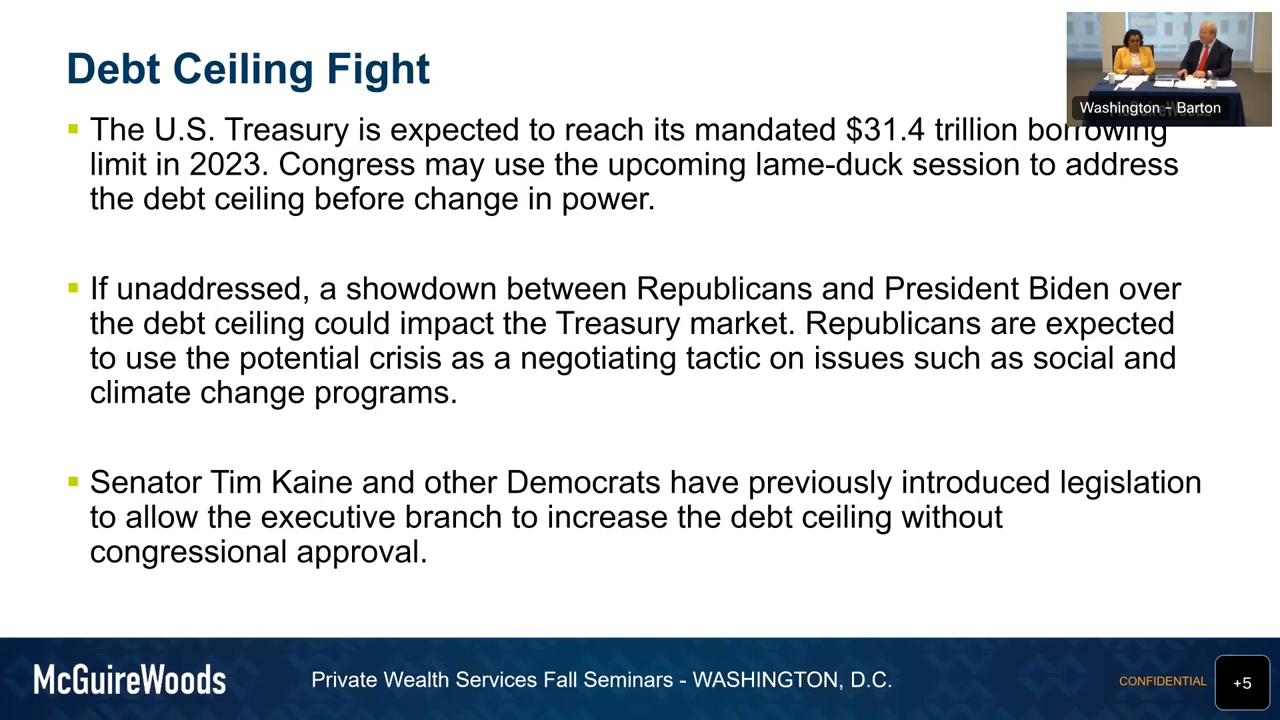 Debt Ceiling Fight
Washington - Barton
The U.S. Treasury is expected to reach its mandated $31.4 trillion borrowing
limit in 2023. Congress may use the upcoming lame-duck session to address
the debt ceiling before change in power.
If unaddressed, a showdown between Republicans and President Biden over
the debt ceiling could impact the Treasury market. Republicans are expected
to use the potential crisis as a negotiating tactic on issues such as social and
climate change programs.
Senator Tim Kaine and other Democrats have previously introduced legislation
to allow the executive branch to increase the debt ceiling without
congressional approval.
McGuireWoods
Private Wealth Services Fall Seminars - WASHINGTON, D.C.
CONFIDENTIAL
+5